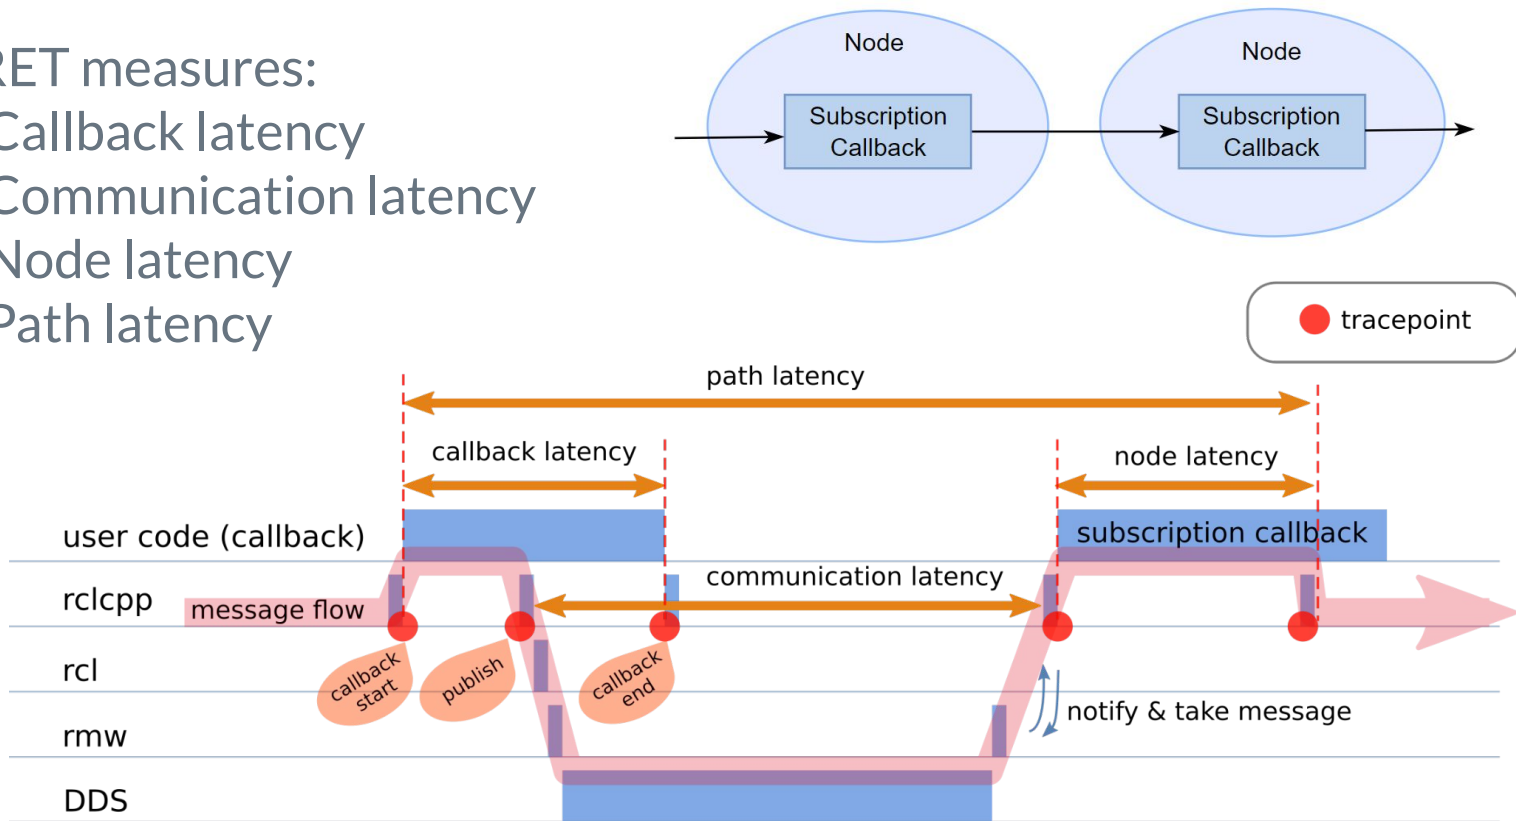 RET measures:
Callback latency
Communication latency
Node latency
Path latency
Node
Subscription
Callback
Node
Subscription
Callback
tracepoint
path latency
callback latency
node latency
user code (callback)
subscription callback
communication latency
rclcpp
message flow
rcl
callback
start
publish
callback
end
notify & take message
rmw
DDS